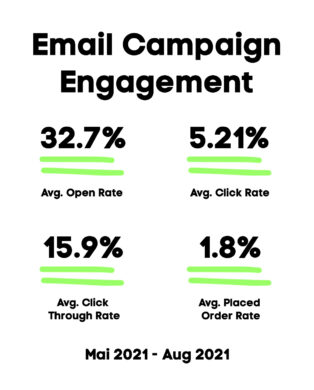 Email Campaign
Engagement
32.7%
5.21%
Avg. Open Rate
Avg. Click Rate
15.9%
1.8%
Avg. Click
Through Rate
Avg. Placed
Order Rate
Mai 2021 - Aug 2021